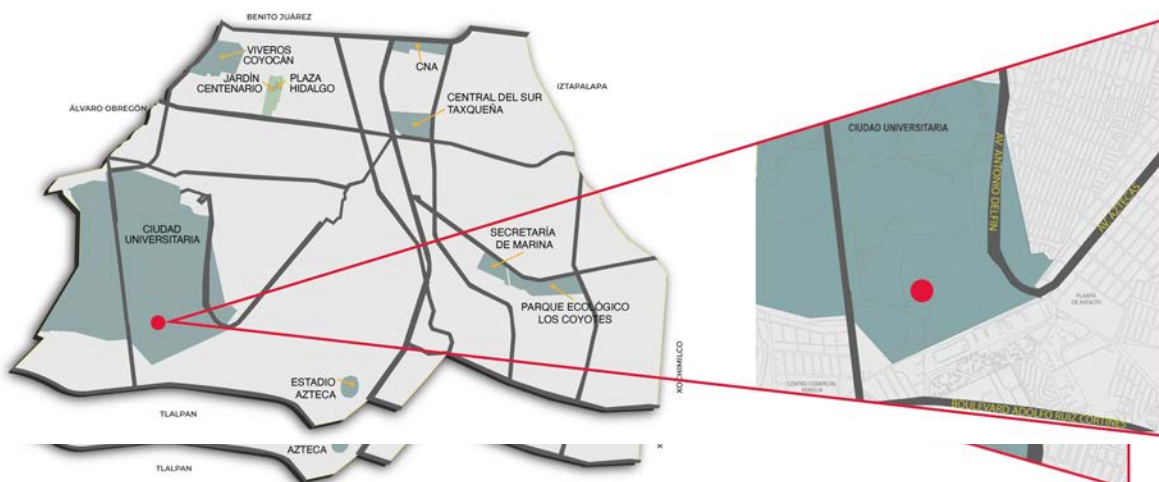 BENITO JUÁREZ
VIVEROS
COYOCÁN
JARDÍN
CENTENARIO
PLAZA
HIDALGO
CNA
IZTAPALAPA
ÁLVARO OBREGÓN
CENTRAL DEL SUR
TAXQUEÑA
CIUDAD
UNIVERSITARIA
SECRETARÍA
DE MARINA
PARQUE ECOLÓGICO
LOS COYOTES
XOCHIMILCO
ESTADIO
AZTECA
TLALPAN
CIUDAD UNIVERSITARIA
AV. ANTONIO DELFIN
AV. AZTECAS
PLANTA
DE ASFALTO
CENTRO COMERCIAL
PERISUR
BOULEVARD ADOLFO RUIZ CORTINES
AZTECA
TLALPAN